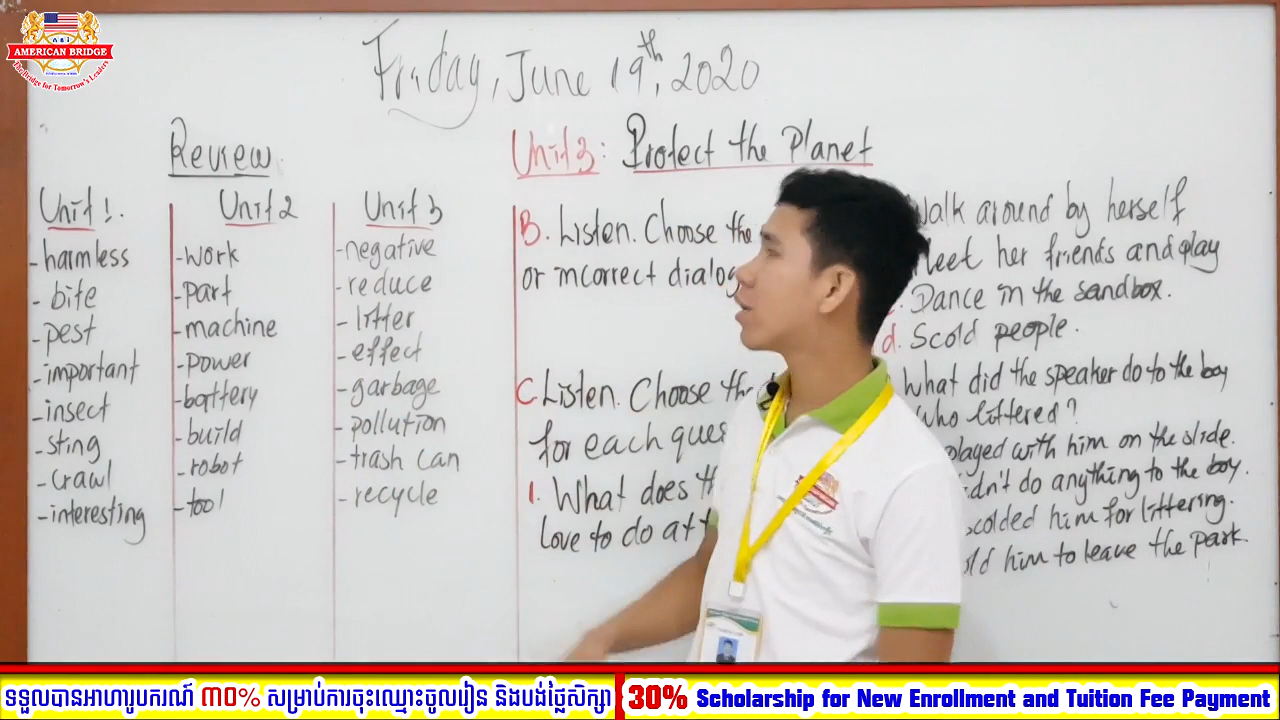 AMERICAN BRIDGE
The Bridge for Tomorrow's Leaders
Friday, June 19th, 2020
Review
Unit 1.
-harmless
-bite
-pest
-important
-insect
-sting
-crawl
-interesting
Unit 2
-work
-part
-machine
-power
-battery
-build
-robot
-tool
Unit 3
-negative
-reduce
-litter
-effect
-garbage
-pollution
-trash can
-recycle
Unit 3: Protect the Planet
B. Listen. Choose the
or incorrect dialog
C Listen. Choose the
for each ques
1. What does th
love to do at t
walk around by herself
her friends and play
Dance in the sandbox.
d. Scold people.
What did the speaker do to the boy
who littered?
played with him on the slide.
idn't do anything to the boy.
scolded him for littering.
old him to leave the park.
ទទួលបានអាហារូបករណ៍ ៣០% សម្រាប់ការចុះឈ្មោះចូលរៀន និងបង់ថ្លៃសិក្សា
30% Scholarship for New Enrollment and Tuition Fee Payment